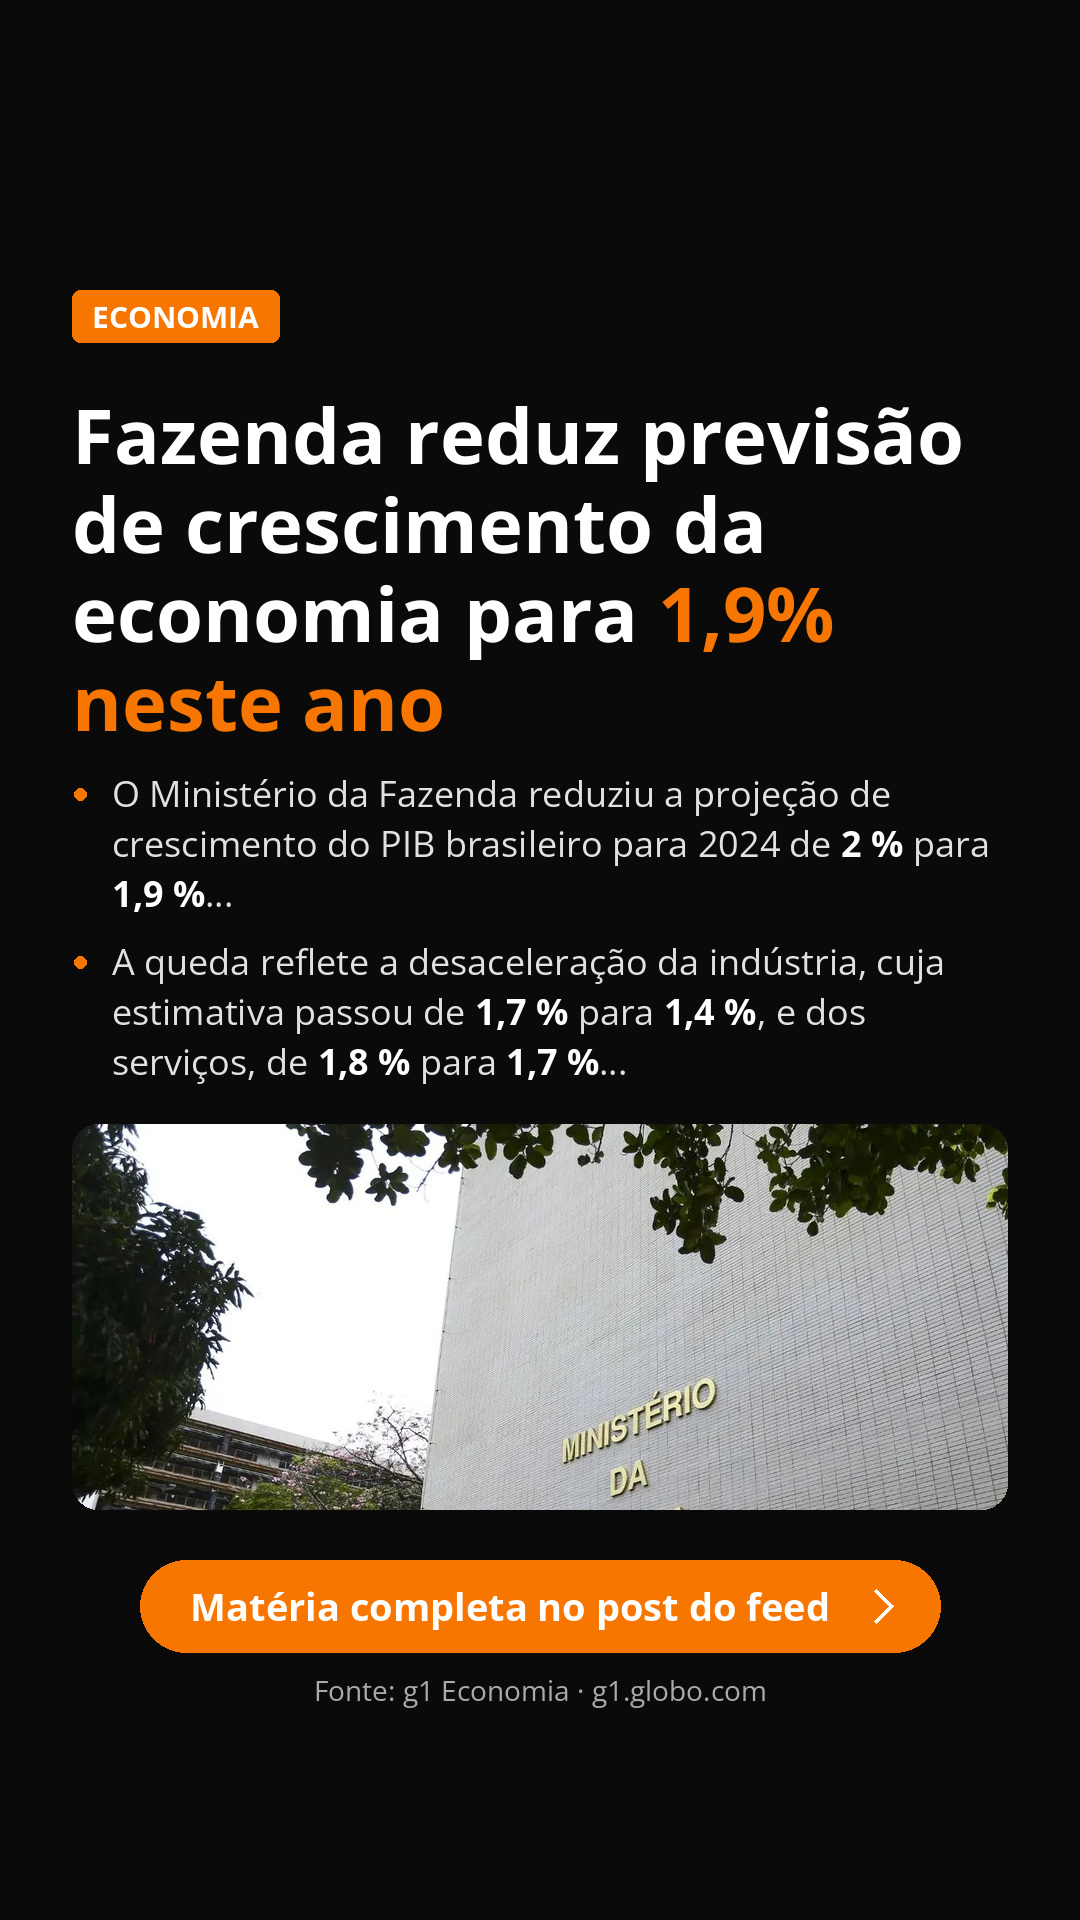 ECONOMIA
Fazenda reduz previsão
de crescimento da
economia para 1,9%
neste ano
• O Ministério da Fazenda reduziu a projeção de
crescimento do PIB brasileiro para 2024 de 2 % para
1,9 %...
• A queda reflete a desaceleração da indústria, cuja
estimativa passou de 1,7 % para 1,4 %, e dos
serviços, de 1,8 % para 1,7 %...
MINISTÉRIO
DA
Matéria completa no post do feed
Fonte: g1 Economia · g1.globo.com